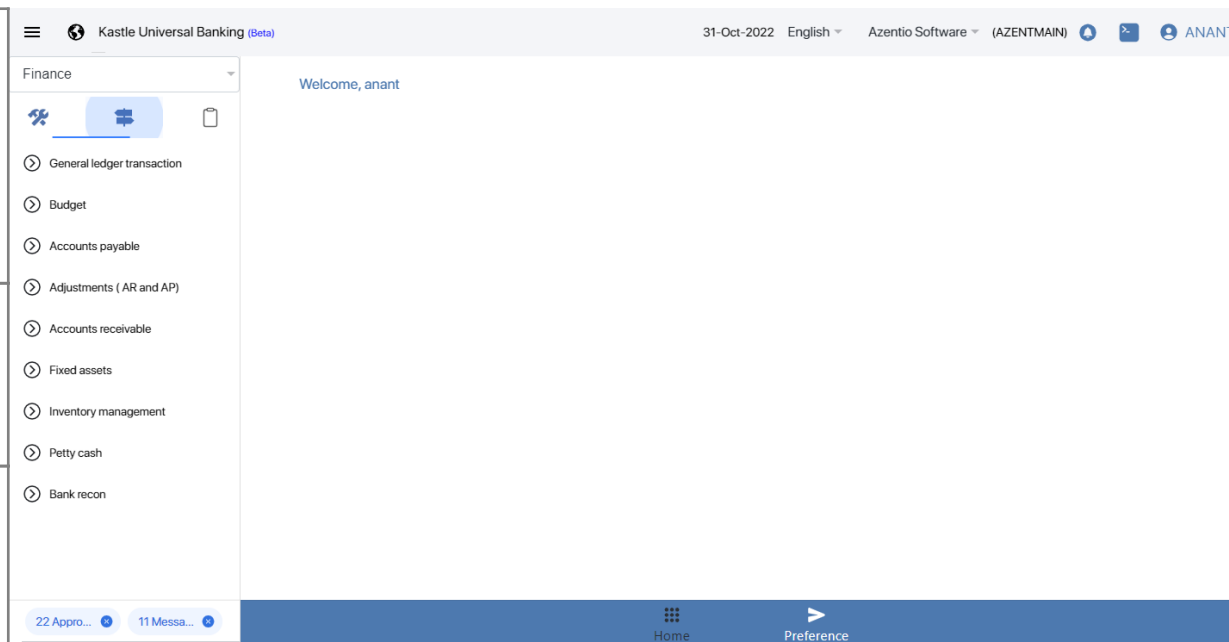 Kastle Universal Banking (Beta) 31-Oct-2022 English Azentio Software (AZENTMAIN) ANANT
Finance
Welcome, anant
General ledger transaction
Budget
Accounts payable
Adjustments ( AR and AP)
Accounts receivable
Fixed assets
Inventory management
Petty cash
Bank recon
22 Appro... 11 Messa...
Home Preference